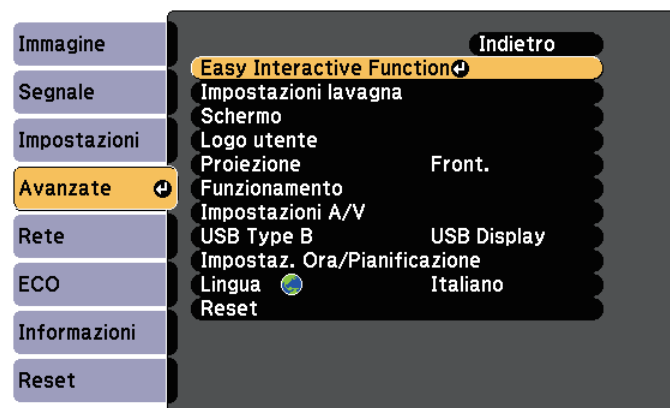 Immagine
Segnale
Impostazioni
Avanzate
Rete
ECO
Informazioni
Reset
Indietro
Easy Interactive Function
Impostazioni lavagna
Schermo
Logo utente
Proiezione Front.
Funzionamento
Impostazioni A/V
USB Type B USB Display
Impostaz. Ora/Pianificazione
Lingua Italiano
Reset